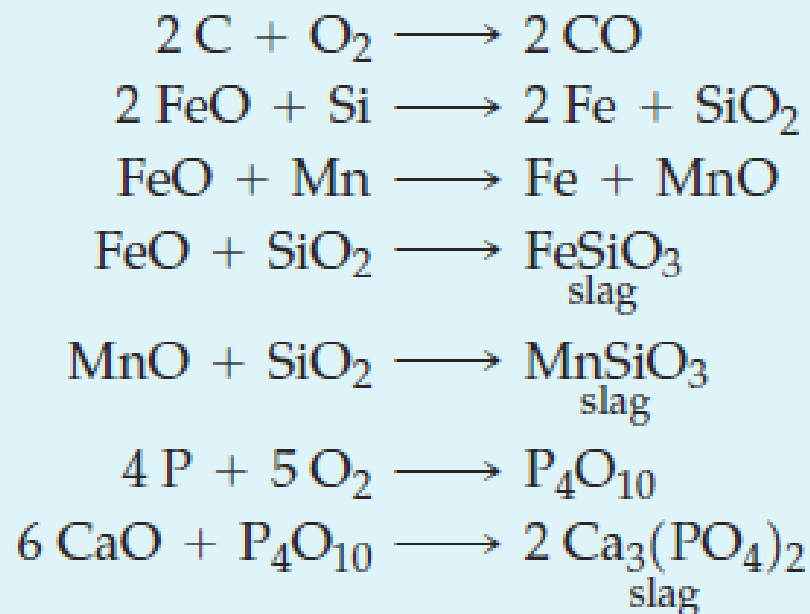 2 C + O₂ ⟶ 2 CO
2 FeO + Si ⟶ 2 Fe + SiO₂
FeO + Mn ⟶ Fe + MnO
FeO + SiO₂ ⟶ FeSiO₃
slag
MnO + SiO₂ ⟶ MnSiO₃
slag
4 P + 5 O₂ ⟶ P₄O₁₀
6 CaO + P₄O₁₀ ⟶ 2 Ca₃(PO₄)₂
slag